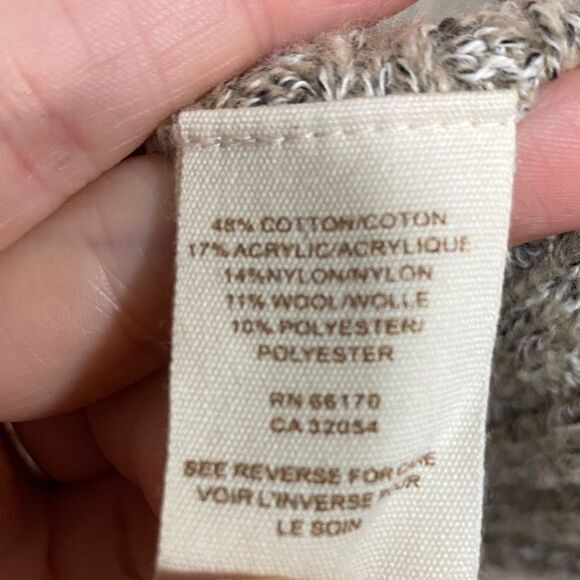 48% COTTON/COTON
17% ACRYLIC/ACRYLIQUE
14%NYLON/NYLON
11% WOOL/WOLLE
10% POLYESTER/
POLYESTER
RN 66170
CA 32054
SEE REVERSE FOR CARE
VOIR L'INVERSE POUR
LE SOIN